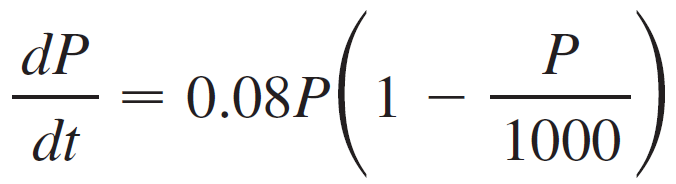 dP/dt = 0.08P(1 − P/1000)